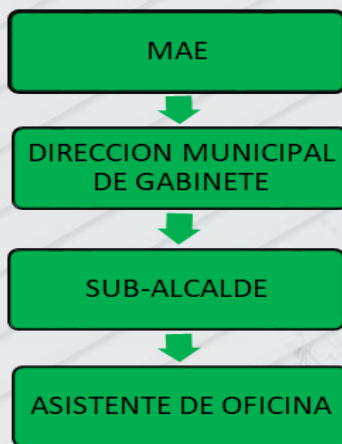 MAE
DIRECCION MUNICIPAL
DE GABINETE
SUB-ALCALDE
ASISTENTE DE OFICINA